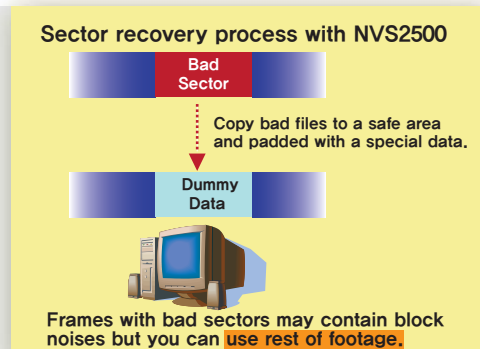 Sector recovery process with NVS2500
Bad
Sector
Copy bad files to a safe area
and padded with a special data.
Dummy
Data
Frames with bad sectors may contain block
noises but you can use rest of footage.